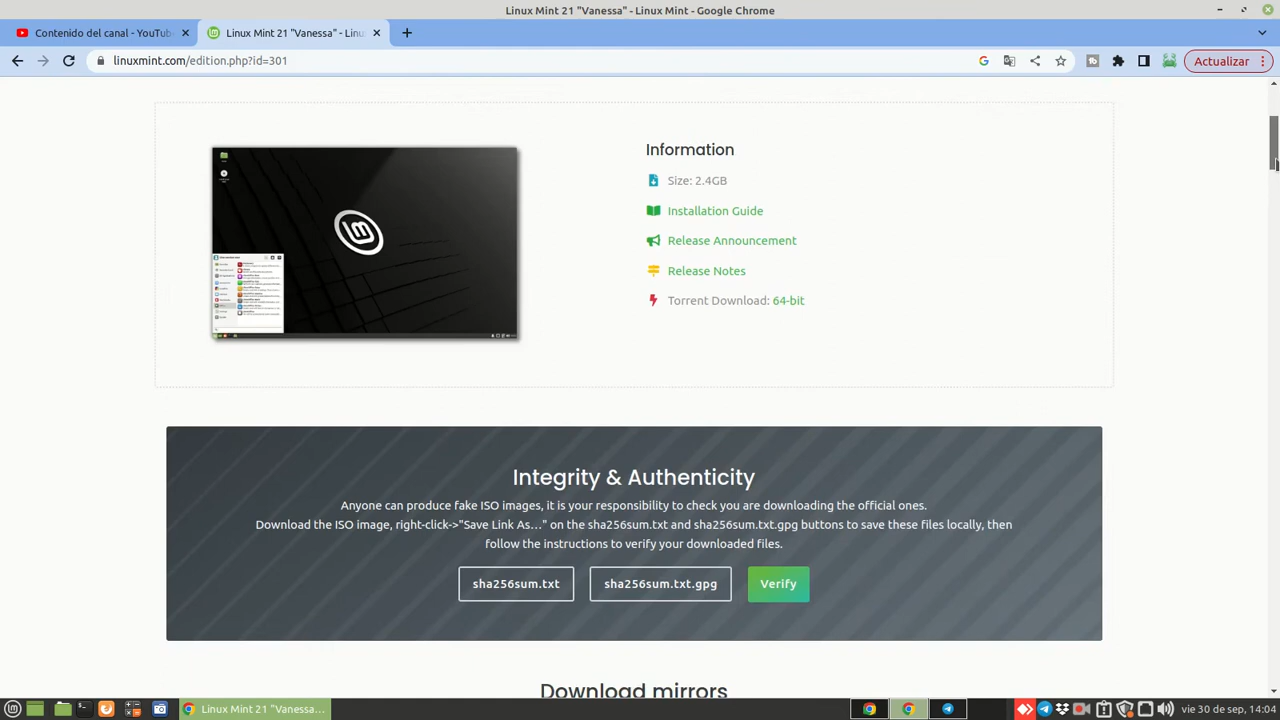 Linux Mint 21 "Vanessa" - Linux Mint - Google Chrome
Contenido del canal - YouTub
Linux Mint 21 "Vanessa" - Linu
linuxmint.com/edition.php?id=301
Actualizar
Information
Size: 2.4GB
Installation Guide
Release Announcement
Release Notes
Torrent Download: 64-bit
Integrity & Authenticity
Anyone can produce fake ISO images, it is your responsibility to check you are downloading the official ones.
Download the ISO image, right-click->"Save Link As..." on the sha256sum.txt and sha256sum.txt.gpg buttons to save these files locally, then
follow the instructions to verify your downloaded files.
sha256sum.txt
sha256sum.txt.gpg
Verify
Download mirrors
Linux Mint 21 "Vanessa...
vie 30 de sep, 14:04